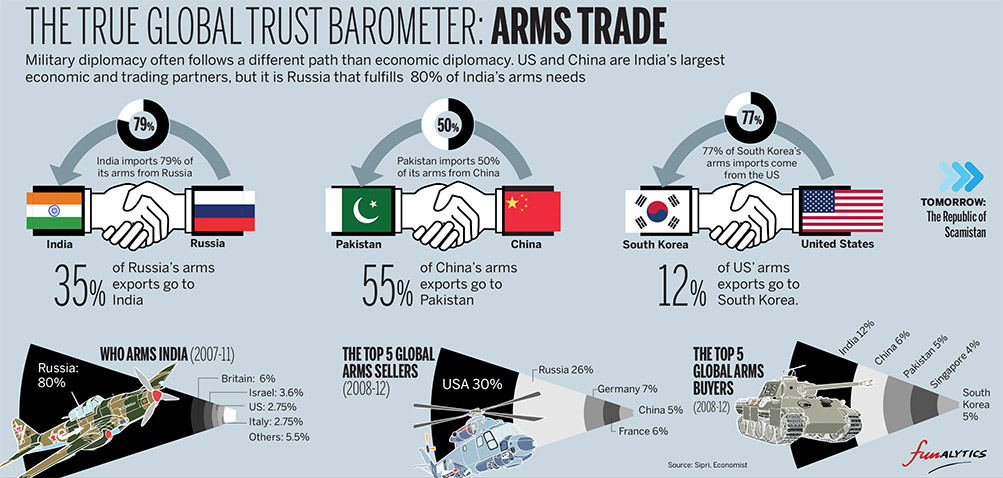 THE TRUE GLOBAL TRUST BAROMETER: ARMS TRADE
Military diplomacy often follows a different path than economic diplomacy. US and China are India's largest
economic and trading partners, but it is Russia that fulfills 80% of India's arms needs
79%
India imports 79% of
its arms from Russia
India
Russia
35%
of Russia's arms
exports go to
India
50%
Pakistan imports 50%
of its arms from China
Pakistan
China
55%
of China's arms
exports go to
Pakistan
77%
77% of South Korea's
arms imports come
from the US
South Korea
United States
12%
of US' arms
exports go to
South Korea.
TOMORROW:
The Republic of
Scamistan
WHO ARMS INDIA (2007-11)
Russia:
80%
Britain: 6%
Israel: 3.6%
US: 2.75%
Italy: 2.75%
Others: 5.5%
THE TOP 5 GLOBAL
ARMS SELLERS
(2008-12)
USA 30%
Russia 26%
Germany 7%
China 5%
France 6%
THE TOP 5
GLOBAL ARMS
BUYERS
(2008-12)
India 12%
China 6%
Pakistan 5%
Singapore 4%
South
Korea
5%
Source: Sipri, Economist
funALYTICS